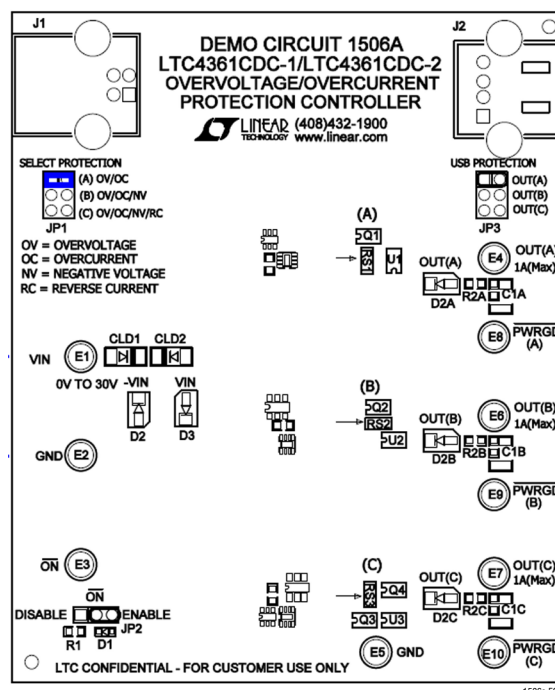 J1
J2
DEMO CIRCUIT 1506A
LTC4361CDC-1/LTC4361CDC-2
OVERVOLTAGE/OVERCURRENT
PROTECTION CONTROLLER
LINEAR TECHNOLOGY
(408)432-1900
www.linear.com
SELECT PROTECTION
(A) OV/OC
(B) OV/OC/NV
(C) OV/OC/NV/RC
JP1
USB PROTECTION
OUT(A)
OUT(B)
OUT(C)
JP3
OV = OVERVOLTAGE
OC = OVERCURRENT
NV = NEGATIVE VOLTAGE
RC = REVERSE CURRENT
(A)
Q1
RS1
U1
OUT(A)
D2A
R2A
C1A
E4
OUT(A)
1A(Max)
E8
PWRGD
(A)
VIN
E1
0V TO 30V
CLD1
CLD2
-VIN
VIN
D2
D3
(B)
Q2
RS2
U2
OUT(B)
D2B
R2B
C1B
E6
OUT(B)
1A(Max)
E9
PWRGD
(B)
GND
E2
ON
E3
ON
DISABLE
ENABLE
JP2
R1
D1
(C)
RS3
Q4
Q3
U3
OUT(C)
D2C
R2C
C1C
E7
OUT(C)
1A(Max)
E5
GND
E10
PWRGD
(C)
LTC CONFIDENTIAL - FOR CUSTOMER USE ONLY